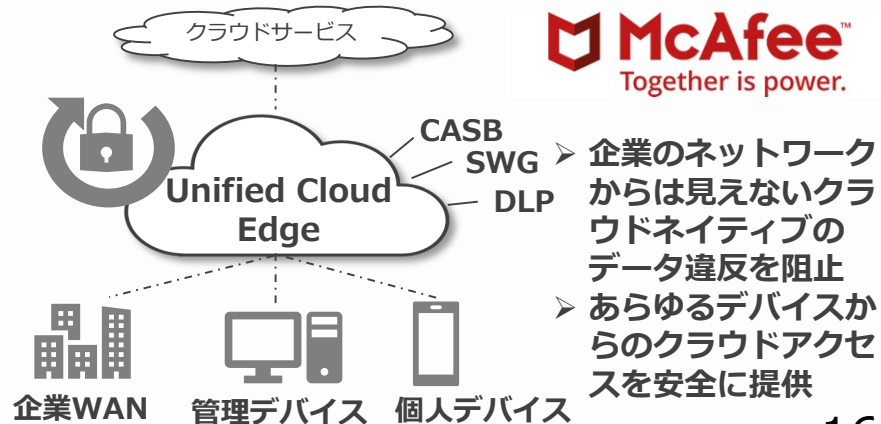 クラウドサービス
McAfee™
Together is power.
CASB
SWG
DLP
Unified Cloud
Edge
➢ 企業のネットワーク
からは見えないクラ
ウドネイティブの
データ違反を阻止
➢ あらゆるデバイスか
らのクラウドアクセ
スを安全に提供
企業WAN
管理デバイス
個人デバイス
16